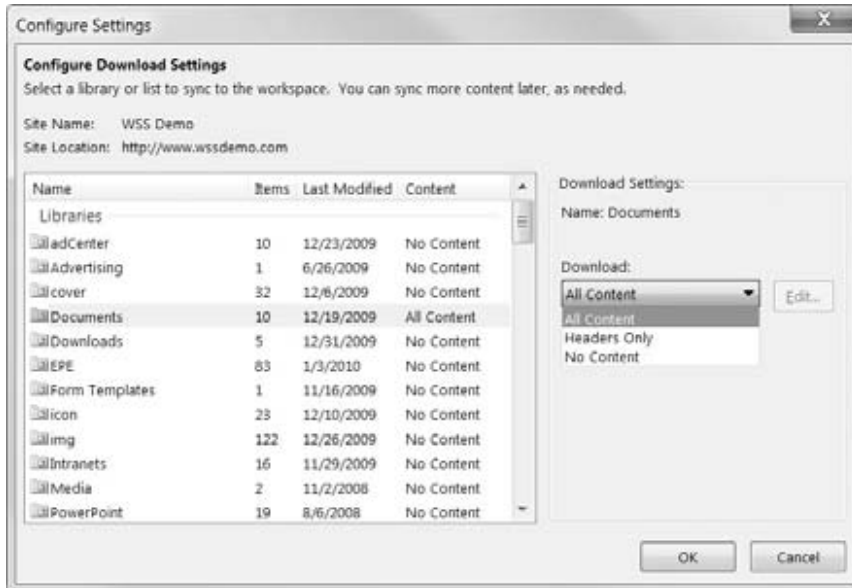 Configure Settings
Configure Download Settings
Select a library or list to sync to the workspace. You can sync more content later, as needed.
Site Name: WSS Demo
Site Location: http://www.wssdemo.com
Name Items Last Modified Content
Libraries
adCenter 10 12/23/2009 No Content
Advertising 1 6/26/2009 No Content
cover 32 12/6/2009 No Content
Documents 10 12/19/2009 All Content
Downloads 5 12/31/2009 No Content
EPE 83 1/3/2010 No Content
Form Templates 1 11/16/2009 No Content
icon 23 12/10/2009 No Content
img 122 12/26/2009 No Content
Intranets 16 11/29/2009 No Content
Media 2 11/2/2008 No Content
PowerPoint 19 8/6/2008 No Content
Download Settings:
Name: Documents
Download:
All Content Edit...
All Content
Headers Only
No Content
OK Cancel